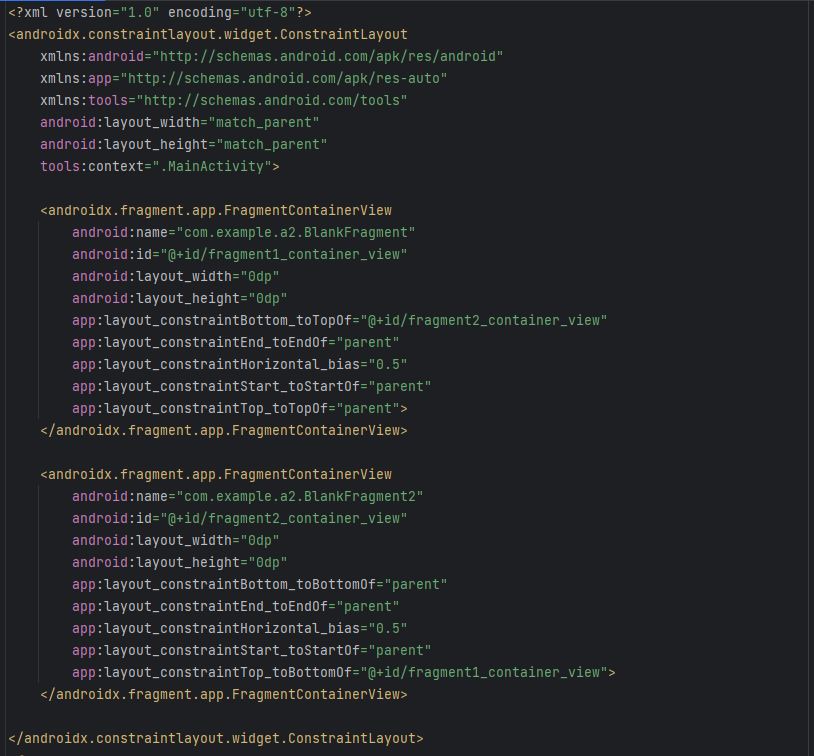 <?xml version="1.0" encoding="utf-8"?>
<androidx.constraintlayout.widget.ConstraintLayout
    xmlns:android="http://schemas.android.com/apk/res/android"
    xmlns:app="http://schemas.android.com/apk/res-auto"
    xmlns:tools="http://schemas.android.com/tools"
    android:layout_width="match_parent"
    android:layout_height="match_parent"
    tools:context=".MainActivity">

    <androidx.fragment.app.FragmentContainerView
        android:name="com.example.a2.BlankFragment"
        android:id="@+id/fragment1_container_view"
        android:layout_width="0dp"
        android:layout_height="0dp"
        app:layout_constraintBottom_toTopOf="@+id/fragment2_container_view"
        app:layout_constraintEnd_toEndOf="parent"
        app:layout_constraintHorizontal_bias="0.5"
        app:layout_constraintStart_toStartOf="parent"
        app:layout_constraintTop_toTopOf="parent">
    </androidx.fragment.app.FragmentContainerView>

    <androidx.fragment.app.FragmentContainerView
        android:name="com.example.a2.BlankFragment2"
        android:id="@+id/fragment2_container_view"
        android:layout_width="0dp"
        android:layout_height="0dp"
        app:layout_constraintBottom_toBottomOf="parent"
        app:layout_constraintEnd_toEndOf="parent"
        app:layout_constraintHorizontal_bias="0.5"
        app:layout_constraintStart_toStartOf="parent"
        app:layout_constraintTop_toBottomOf="@+id/fragment1_container_view">
    </androidx.fragment.app.FragmentContainerView>

</androidx.constraintlayout.widget.ConstraintLayout>